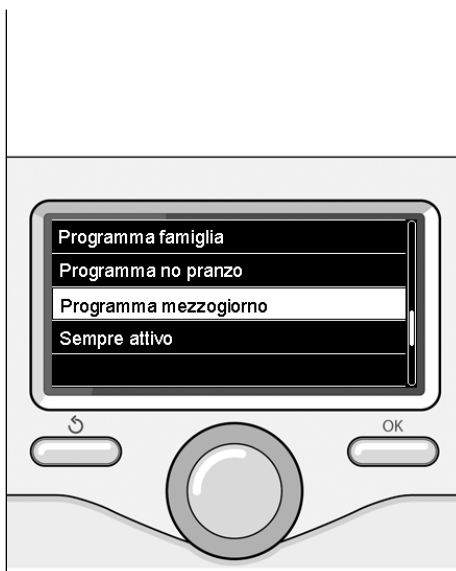 Programma famiglia
Programma no pranzo
Programma mezzogiorno
Sempre attivo
OK